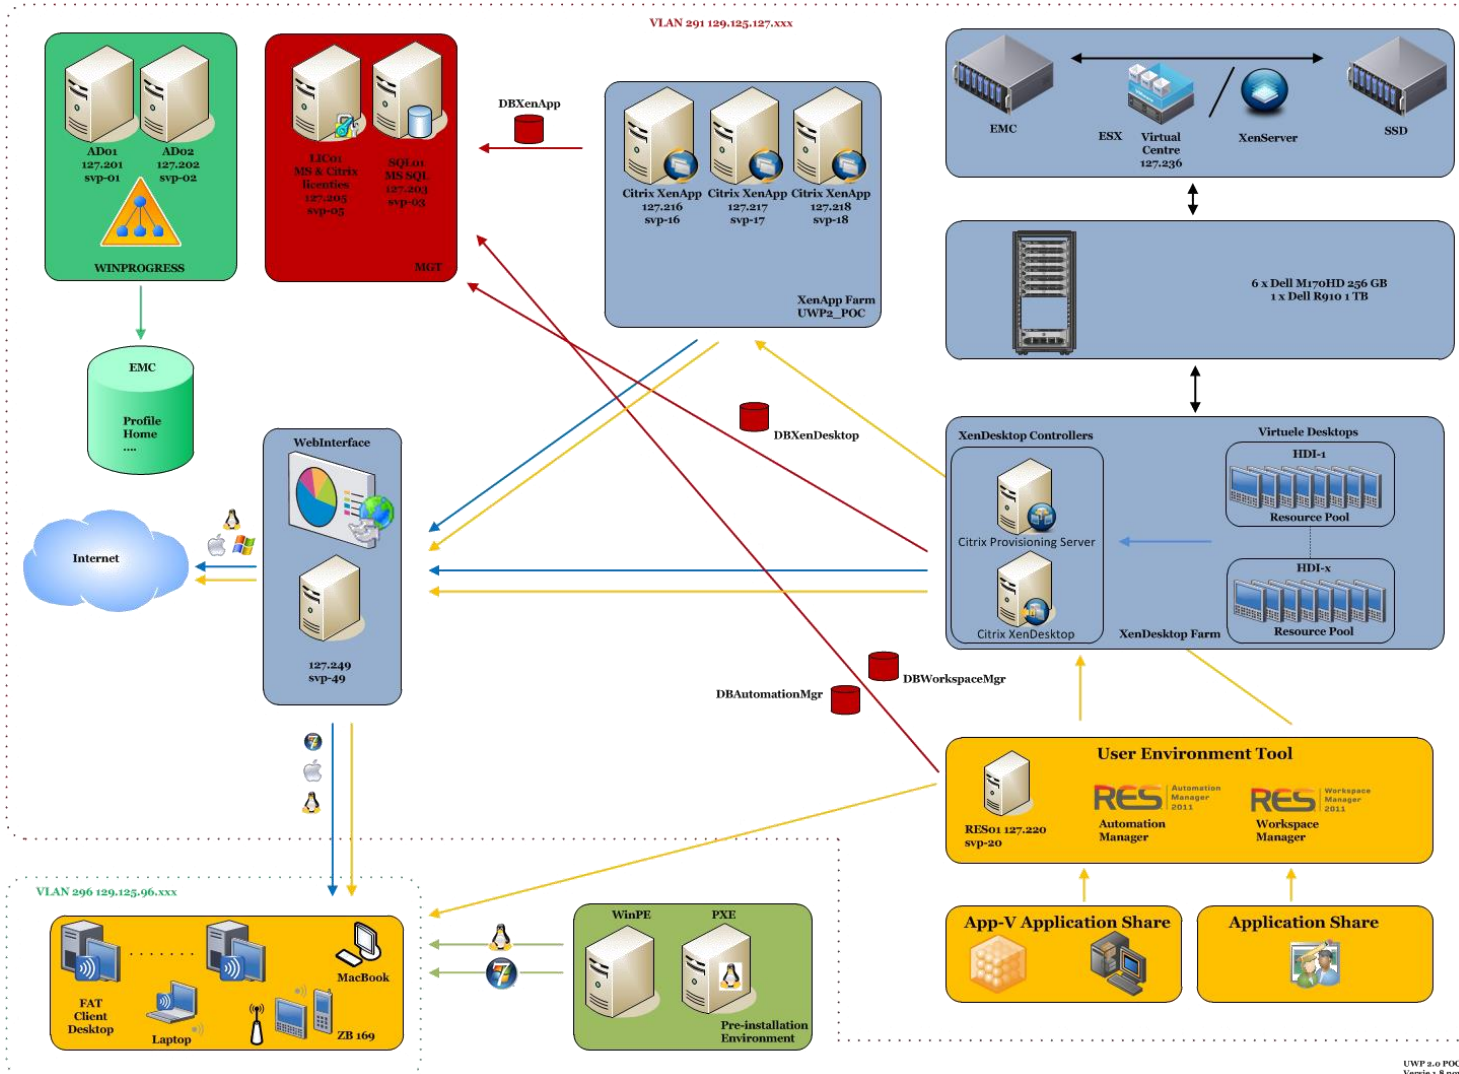 VLAN 291 129.125.127.xxx
AD01
127.201
svp-01
AD02
127.202
svp-02
WINPROGRESS
LIC01
MS & Citrix
licenties
127.205
svp-05
SQL01
MS SQL
127.203
svp-03
MGT
DBXenApp
Citrix XenApp
127.216
svp-16
Citrix XenApp
127.217
svp-17
Citrix XenApp
127.218
svp-18
XenApp Farm
UWP2_POC
EMC
ESX
Virtual
Centre
127.236
XenServer
SSD
6 x Dell M170HD 256 GB
1 x Dell R910 1 TB
EMC
Profile
Home
....
WebInterface
127.249
svp-49
Internet
DBXenDesktop
XenDesktop Controllers
Citrix Provisioning Server
Citrix XenDesktop
Virtuele Desktops
HDI-1
Resource Pool
HDI-x
Resource Pool
XenDesktop Farm
DBWorkspaceMgr
DBAutomationMgr
User Environment Tool
RES01 127.220
svp-20
RES Automation
Manager
2011
Automation
Manager
RES Workspace
Manager
2011
Workspace
Manager
App-V Application Share
Application Share
VLAN 296 129.125.96.xxx
FAT
Client
Desktop
Laptop
MacBook
ZB 169
WinPE
PXE
Pre-installation
Environment
UWP 2.0 POC
Versie 1.8